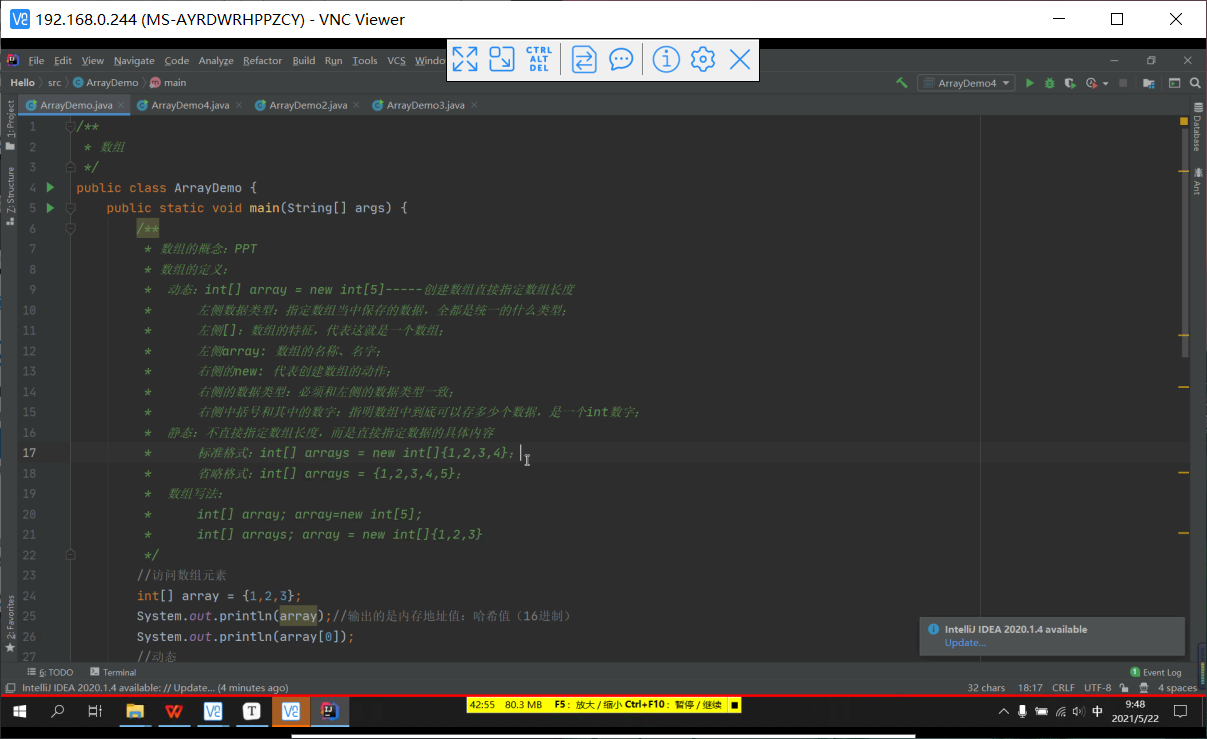 192.168.0.244 (MS-AYRDWRHPPZCY) - VNC Viewer
CTRL
ALT
DEL
File Edit View Navigate Code Analyze Refactor Build Run Tools VCS Windo
Hello src ArrayDemo main
ArrayDemo4
ArrayDemo.java ArrayDemo4.java ArrayDemo2.java ArrayDemo3.java
1: Project
Z: Structure
2: Favorites
Database
Ant
1 /**
2 * 数组
3 */
4 public class ArrayDemo {
5 public static void main(String[] args) {
6 /**
7 * 数组的概念：PPT
8 * 数组的定义：
9 * 动态：int[] array = new int[5]-----创建数组直接指定数组长度
10 * 左侧数据类型：指定数组当中保存的数据，全都是统一的什么类型；
11 * 左侧[]：数组的特征，代表这就是一个数组；
12 * 左侧array: 数组的名称、名字；
13 * 右侧的new: 代表创建数组的动作；
14 * 右侧的数据类型：必须和左侧的数据类型一致；
15 * 右侧中括号和其中的数字：指明数组中到底可以存多少个数据，是一个int数字；
16 * 静态：不直接指定数组长度，而是直接指定数据的具体内容
17 * 标准格式：int[] arrays = new int[]{1,2,3,4}；
18 * 省略格式：int[] arrays = {1,2,3,4,5}；
19 * 数组写法：
20 * int[] array; array=new int[5];
21 * int[] arrays; array = new int[]{1,2,3}
22 */
23 //访问数组元素
24 int[] array = {1,2,3};
25 System.out.println(array);//输出的是内存地址值：哈希值（16进制）
26 System.out.println(array[0]);
27 //动态
IntelliJ IDEA 2020.1.4 available
Update...
6: TODO Terminal 1 Event Log
IntelliJ IDEA 2020.1.4 available: // Update... (4 minutes ago) 32 chars 18:17 CRLF UTF-8 4 spaces
42:55 80.3 MB F5：放大 / 缩小 Ctrl+F10：暂停 / 继续
中
9:48
2021/5/22